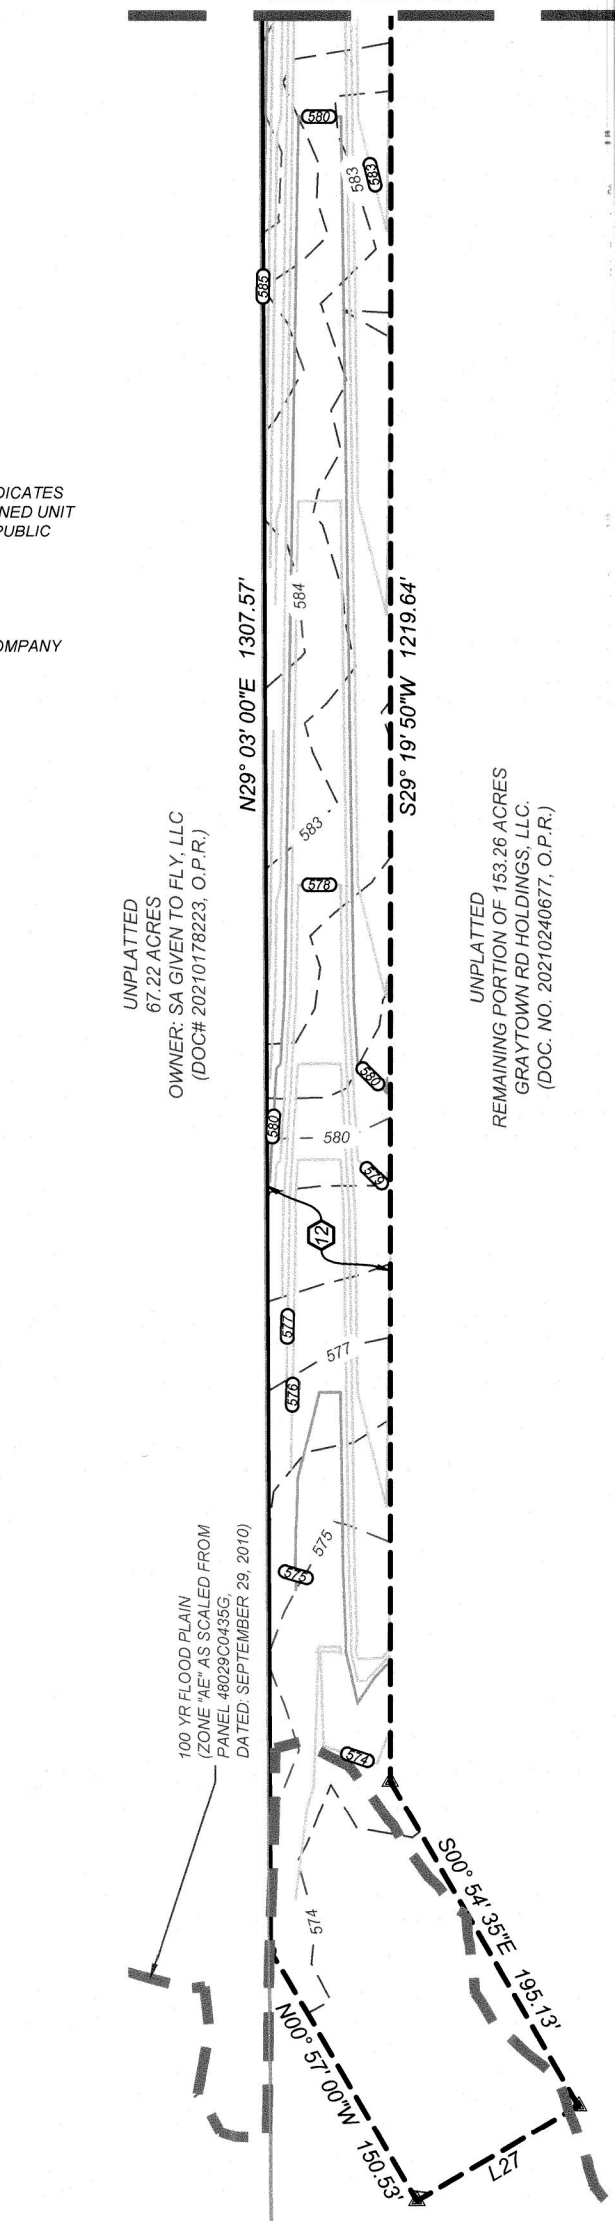 580
583
583
585
DICATES
NED UNIT
PUBLIC
OMPANY
N29° 03' 00"E 1307.57'
584
S29° 19' 50"W 1219.64'
583
578
UNPLATTED
67.22 ACRES
OWNER: SA GIVEN TO FLY, LLC
(DOC# 20210178223, O.P.R.)
UNPLATTED
REMAINING PORTION OF 153.26 ACRES
GRAYTOWN RD HOLDINGS, LLC.
(DOC. NO. 20210240677, O.P.R.)
580
580
580
579
12
577
577
576
575
575
100 YR FLOOD PLAIN
(ZONE "AE" AS SCALED FROM
PANEL 48029C0435G,
DATED: SEPTEMBER 29, 2010)
574
574
S00° 54' 35"E 195.13'
N00° 57' 00"W 150.53'
L27